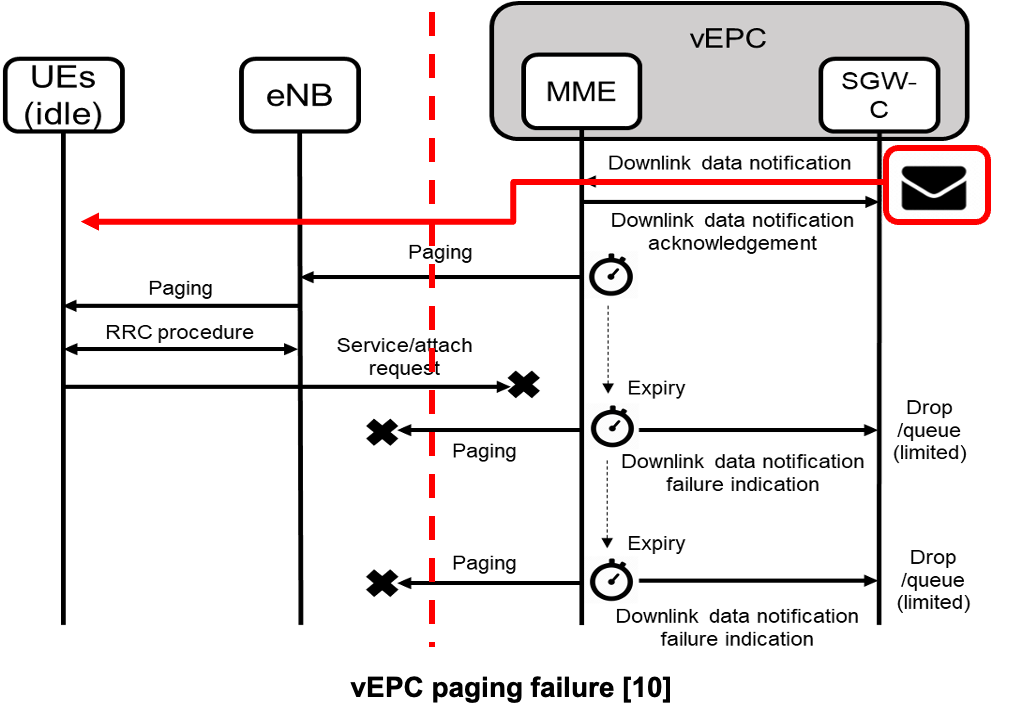 vEPC
UEs
(idle)
eNB
MME
SGW-
C
Downlink data notification
Downlink data notification
acknowledgement
Paging
Paging
RRC procedure
Service/attach
request
Expiry
Drop
/queue
(limited)
Paging
Downlink data notification
failure indication
Expiry
Paging
Drop
/queue
(limited)
Downlink data notification
failure indication
vEPC paging failure [10]